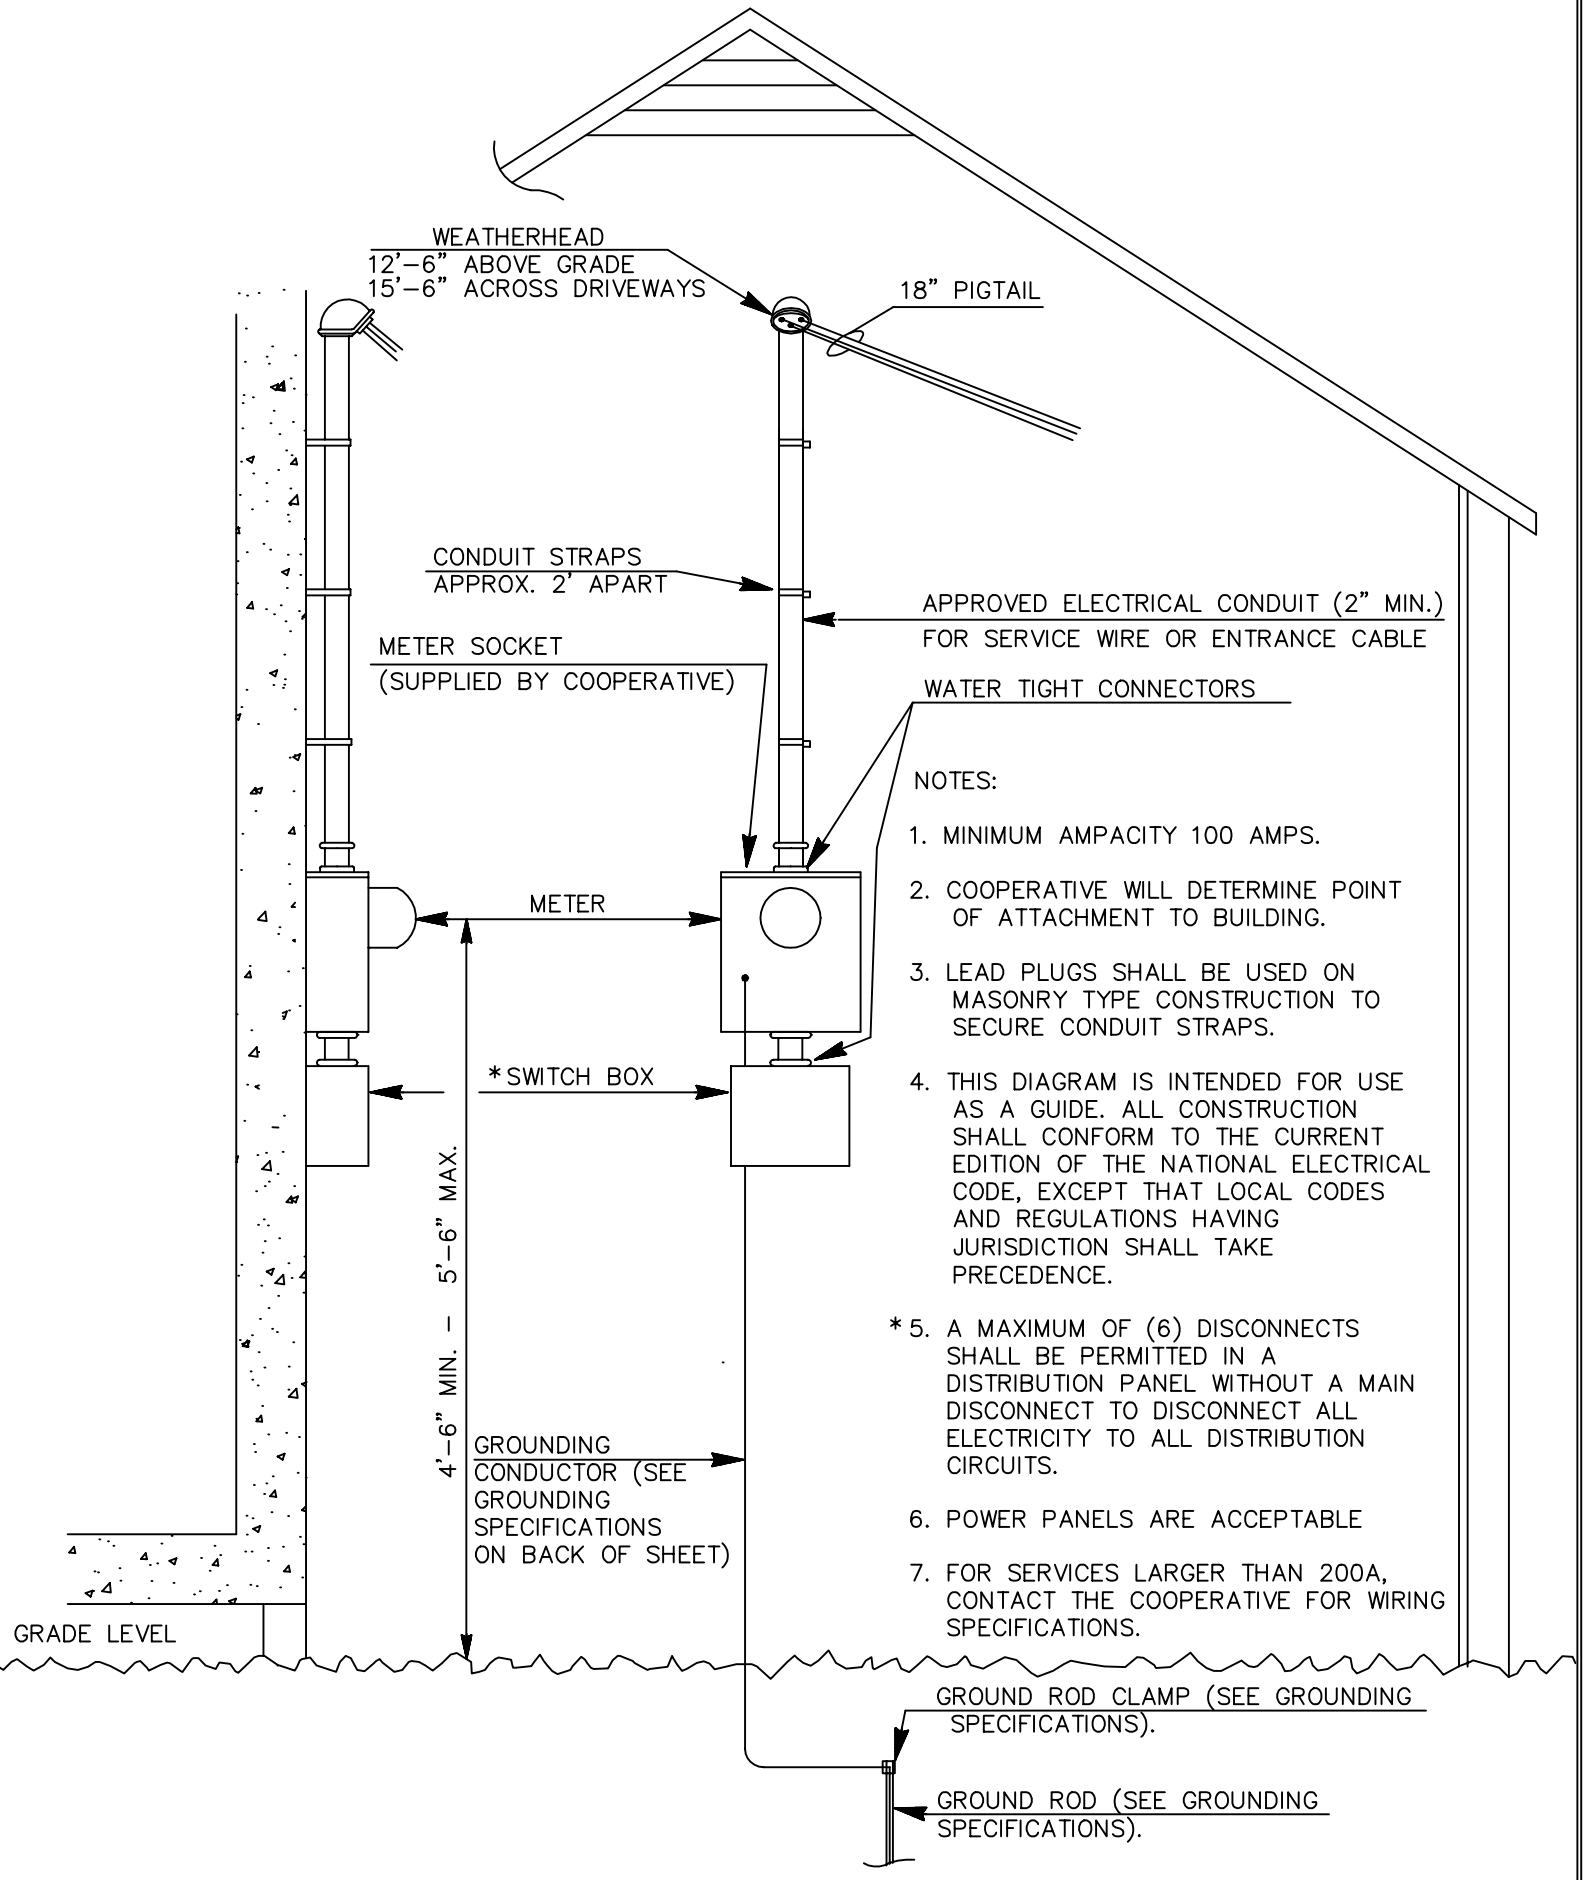 WEATHERHEAD
12'-6" ABOVE GRADE
15'-6" ACROSS DRIVEWAYS
18" PIGTAIL
CONDUIT STRAPS
APPROX. 2' APART
APPROVED ELECTRICAL CONDUIT (2" MIN.)
FOR SERVICE WIRE OR ENTRANCE CABLE
METER SOCKET
(SUPPLIED BY COOPERATIVE)
WATER TIGHT CONNECTORS
METER
*SWITCH BOX
4'-6" MIN. - 5'-6" MAX.
GROUNDING
CONDUCTOR (SEE
GROUNDING
SPECIFICATIONS
ON BACK OF SHEET)
NOTES:
1. MINIMUM AMPACITY 100 AMPS.
2. COOPERATIVE WILL DETERMINE POINT
OF ATTACHMENT TO BUILDING.
3. LEAD PLUGS SHALL BE USED ON
MASONRY TYPE CONSTRUCTION TO
SECURE CONDUIT STRAPS.
4. THIS DIAGRAM IS INTENDED FOR USE
AS A GUIDE. ALL CONSTRUCTION
SHALL CONFORM TO THE CURRENT
EDITION OF THE NATIONAL ELECTRICAL
CODE, EXCEPT THAT LOCAL CODES
AND REGULATIONS HAVING
JURISDICTION SHALL TAKE
PRECEDENCE.
* 5. A MAXIMUM OF (6) DISCONNECTS
SHALL BE PERMITTED IN A
DISTRIBUTION PANEL WITHOUT A MAIN
DISCONNECT TO DISCONNECT ALL
ELECTRICITY TO ALL DISTRIBUTION
CIRCUITS.
6. POWER PANELS ARE ACCEPTABLE
7. FOR SERVICES LARGER THAN 200A,
CONTACT THE COOPERATIVE FOR WIRING
SPECIFICATIONS.
GRADE LEVEL
GROUND ROD CLAMP (SEE GROUNDING
SPECIFICATIONS).
GROUND ROD (SEE GROUNDING
SPECIFICATIONS).